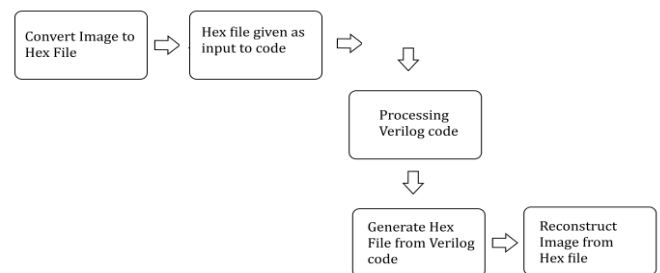 Convert Image to
Hex File
Hex file given as
input to code
Processing
Verilog code
Generate Hex
File from Verilog
code
Reconstruct
Image from
Hex file